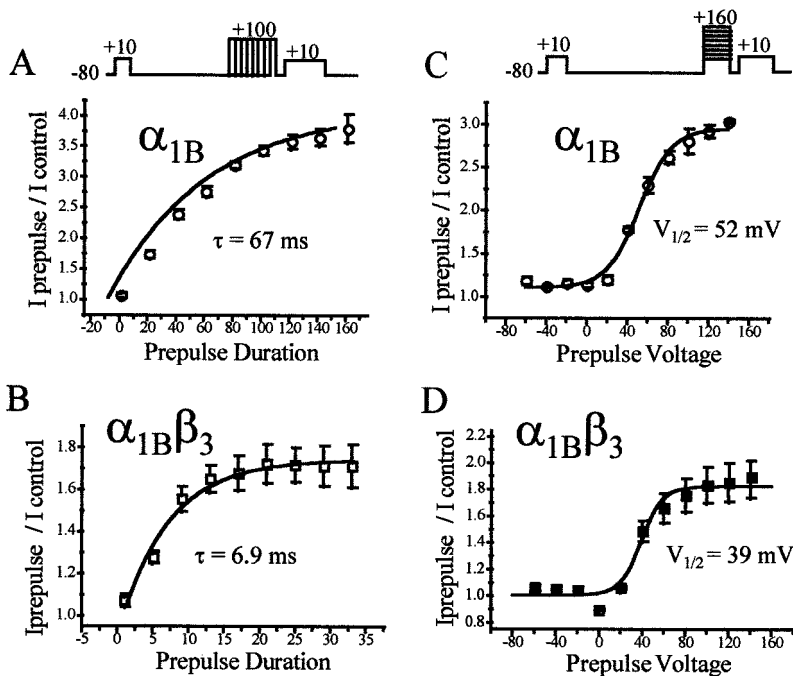 A
+10
+100
+10
-80
α1B
τ = 67 ms
I prepulse / I control
4.0
3.5
3.0
2.5
2.0
1.5
1.0
-20 0 20 40 60 80 100 120 140 160
Prepulse Duration
C
+10
+160
+10
-80
α1B
V1/2 = 52 mV
I prepulse / I control
3.0
2.5
2.0
1.5
1.0
-80 -40 0 40 80 120 160
Prepulse Voltage
B
α1Bβ3
τ = 6.9 ms
Iprepulse / I control
1.8
1.6
1.4
1.2
1.0
-5 0 5 10 15 20 25 30 35
Prepulse Duration
D
α1Bβ3
V1/2 = 39 mV
Iprepulse / I control
2.2
2.0
1.8
1.6
1.4
1.2
1.0
0.8
-80 -40 0 40 80 120 160
Prepulse Voltage